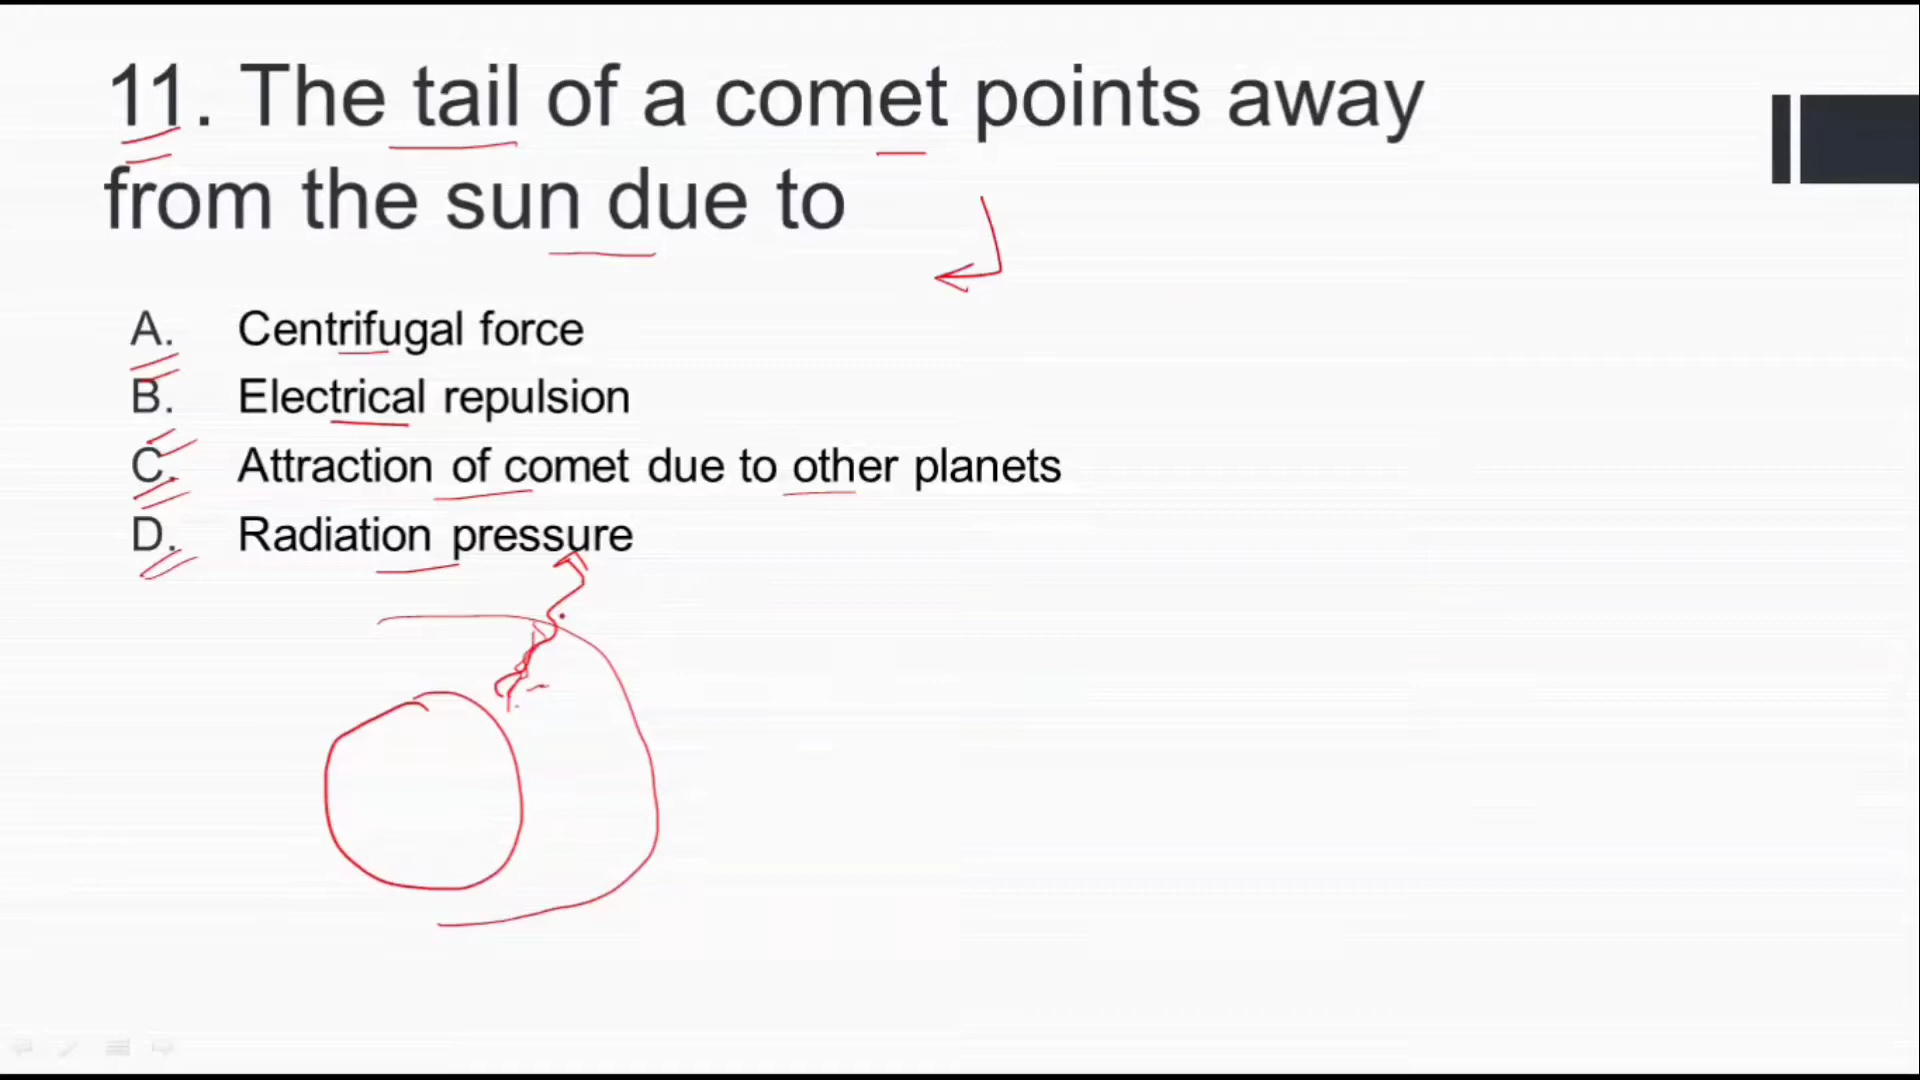 11. The tail of a comet points away
from the sun due to
A. Centrifugal force
B. Electrical repulsion
C. Attraction of comet due to other planets
D. Radiation pressure